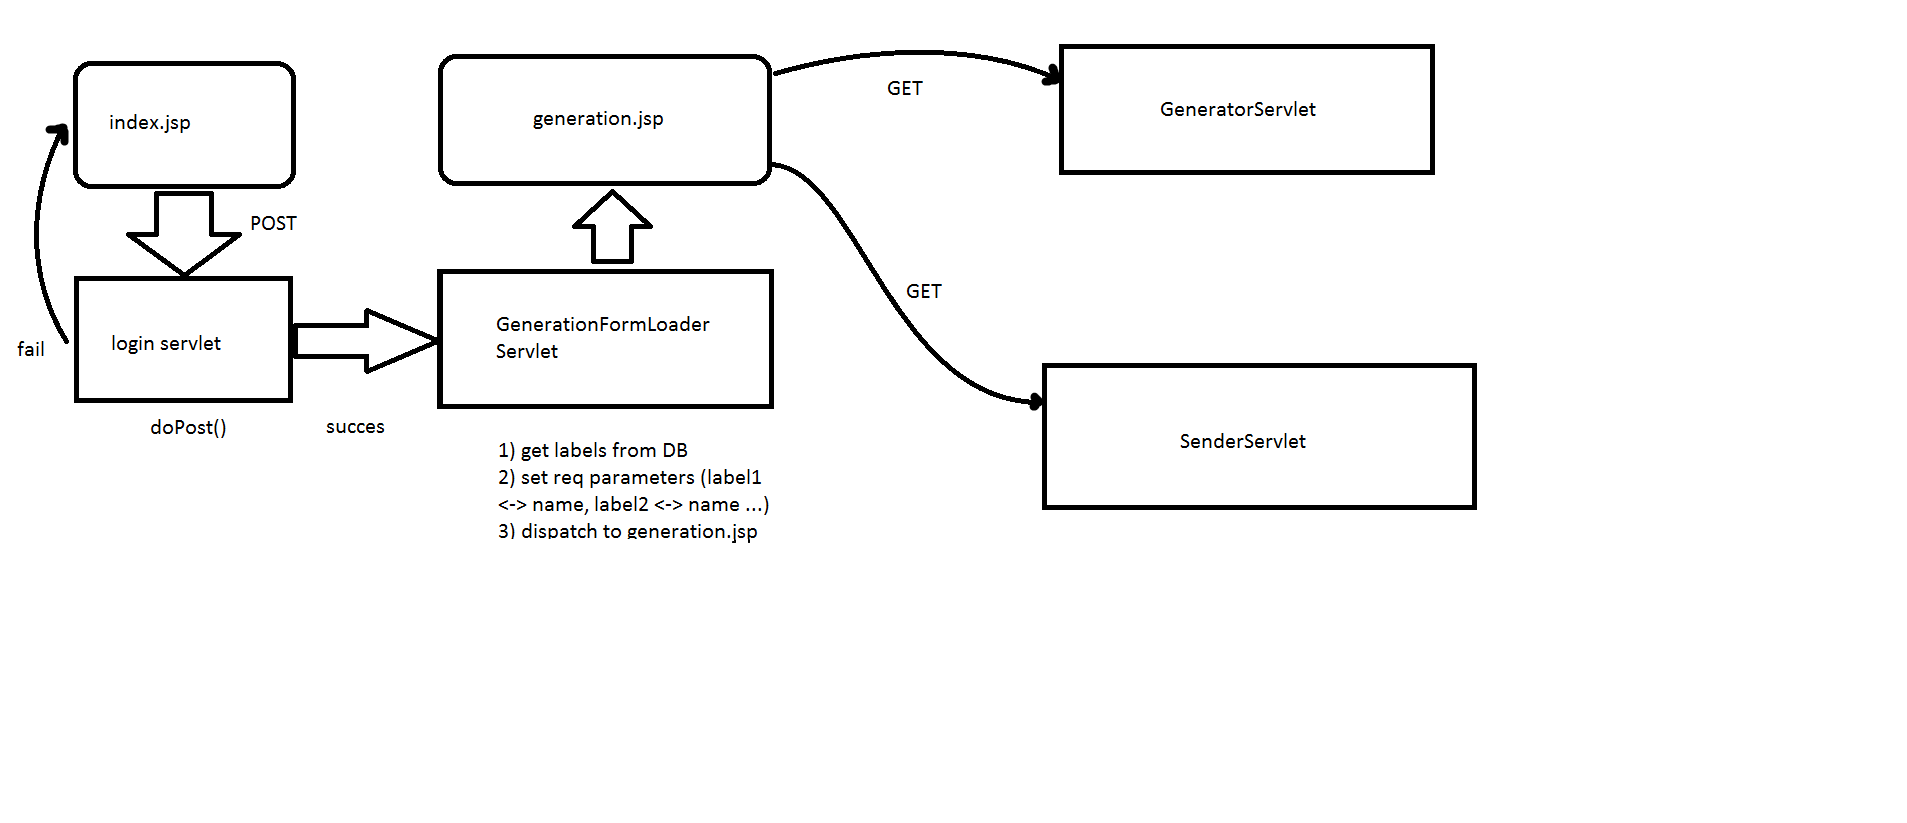 index.jsp
POST
fail
login servlet
doPost()
succes
generation.jsp
GenerationFormLoader
Servlet
1) get labels from DB
2) set req parameters (label1
<-> name, label2 <-> name ...)
3) dispatch to generation.jsp
GET
GeneratorServlet
GET
SenderServlet